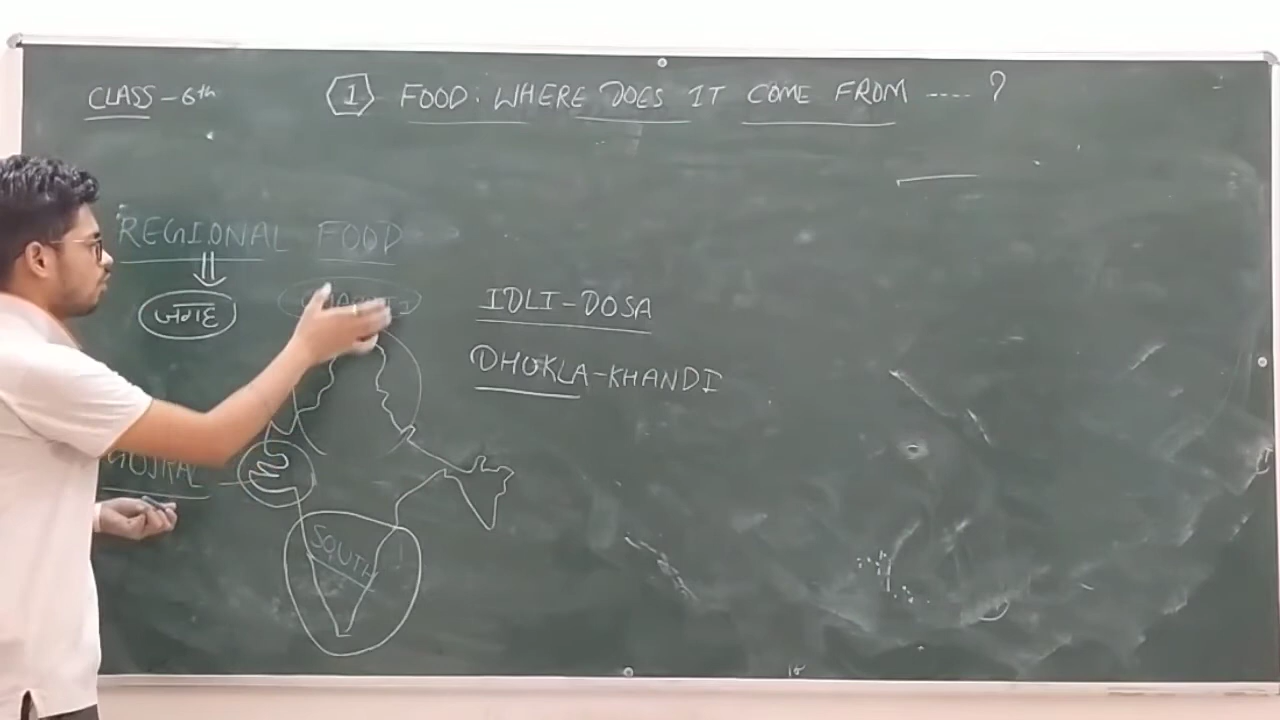 CLASS - 6th
1 FOOD: WHERE DOES IT COME FROM ---- ?
REGIONAL FOOD
जगह
IDLI-DOSA
DHOKLA-KHANDI
SOUTH